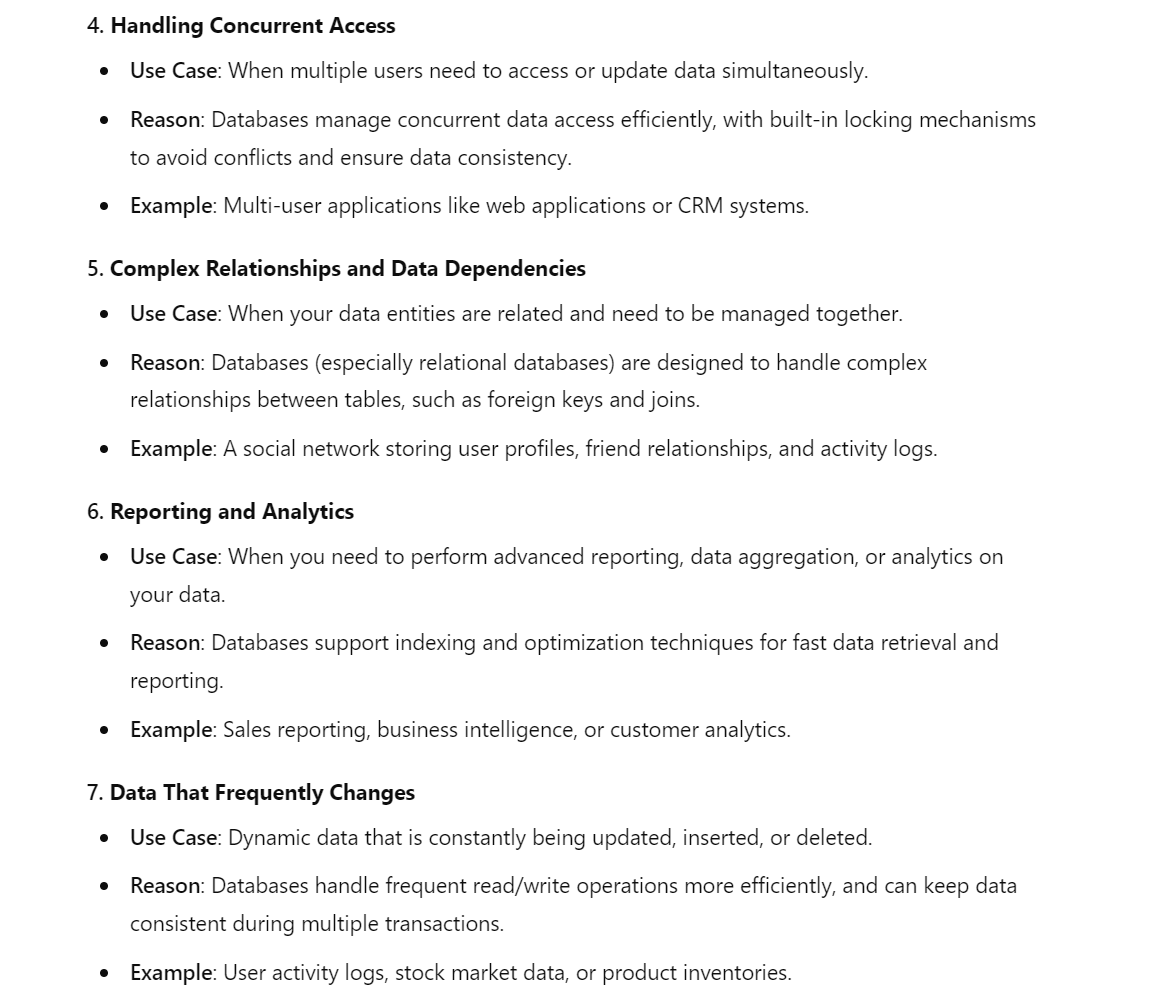 4. Handling Concurrent Access
• Use Case: When multiple users need to access or update data simultaneously.
• Reason: Databases manage concurrent data access efficiently, with built-in locking mechanisms
to avoid conflicts and ensure data consistency.
• Example: Multi-user applications like web applications or CRM systems.
5. Complex Relationships and Data Dependencies
• Use Case: When your data entities are related and need to be managed together.
• Reason: Databases (especially relational databases) are designed to handle complex
relationships between tables, such as foreign keys and joins.
• Example: A social network storing user profiles, friend relationships, and activity logs.
6. Reporting and Analytics
• Use Case: When you need to perform advanced reporting, data aggregation, or analytics on
your data.
• Reason: Databases support indexing and optimization techniques for fast data retrieval and
reporting.
• Example: Sales reporting, business intelligence, or customer analytics.
7. Data That Frequently Changes
• Use Case: Dynamic data that is constantly being updated, inserted, or deleted.
• Reason: Databases handle frequent read/write operations more efficiently, and can keep data
consistent during multiple transactions.
• Example: User activity logs, stock market data, or product inventories.